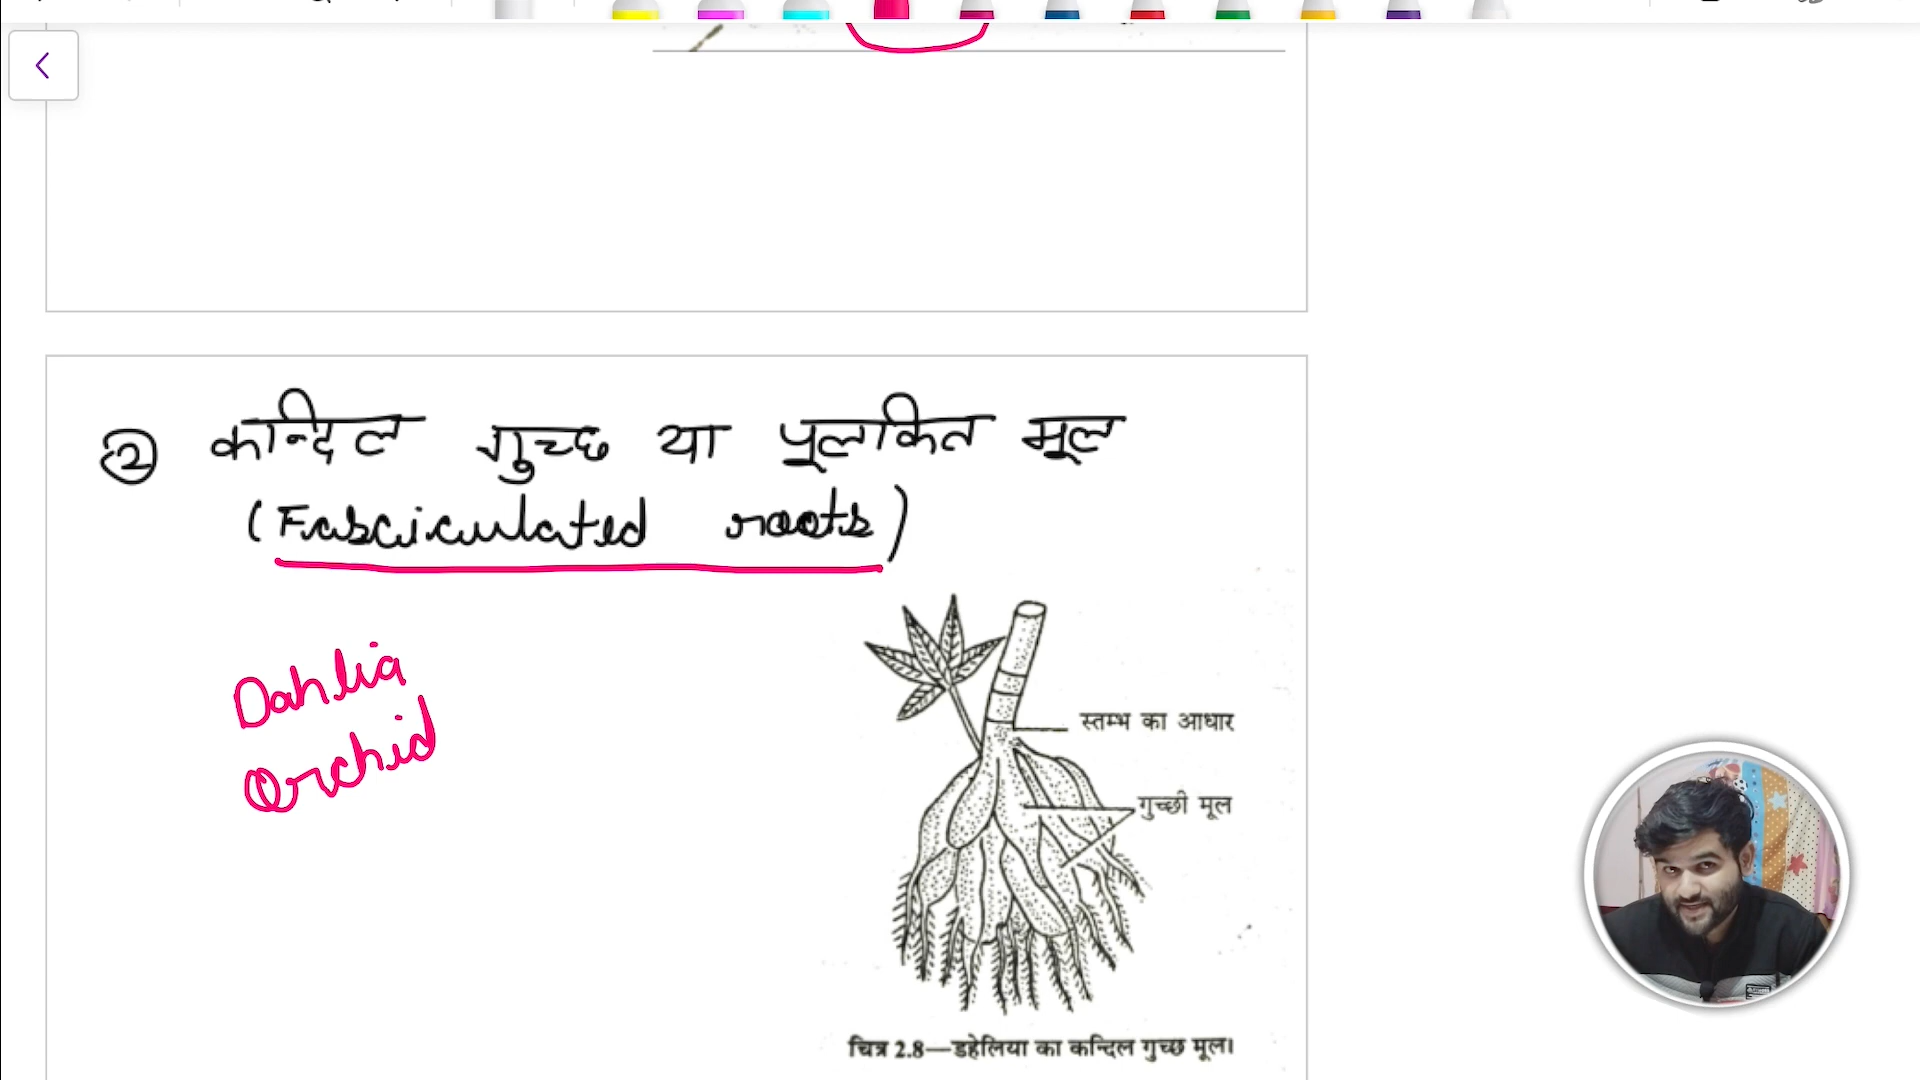 ② कन्दिल गुच्छ या पूलकित मूल
(Fasciculated roots)
Dahlia
Orchid
स्तम्भ का आधार
गुच्छी मूल
चित्र 2.8—डहेलिया का कन्दिल गुच्छ मूल।